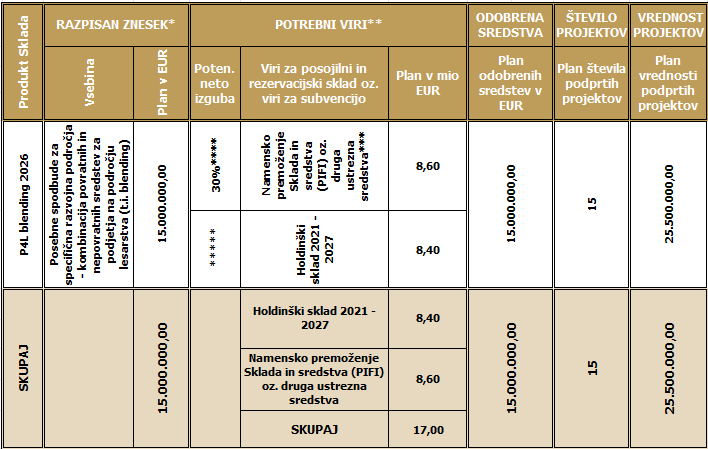 Produkt Sklada
RAZPISAN ZNESEK*
POTREBNI VIRI**
ODOBRENA
SREDSTVA
ŠTEVILO
PROJEKTOV
VREDNOST
PROJEKTOV
Vsebina
Plan v EUR
Poten.
neto
izguba
Viri za posojilni in
rezervacijski sklad oz.
viri za subvencijo
Plan v mio
EUR
Plan
odobrenih
sredstev v
EUR
Plan števila
podprtih
projektov
Plan
vrednosti
podprtih
projektov
P4L blending 2026
Posebne spodbude za
specifična razvojna področja
- kombinacija povratnih in
nepovratnih sredstev za
podjetja na področju
lesarstva (t.i. blending)
15.000.000,00
30%****
Namensko
premoženje
Sklada in
sredstva
(PIFI) oz.
druga
ustrezna
sredstva***
8,60
*****
Holdinški
sklad 2021 -
2027
8,40
15.000.000,00
15
25.500.000,00
SKUPAJ
15.000.000,00
Holdinški sklad 2021 -
2027
8,40
Namensko premoženje
Sklada in sredstva (PIFI)
oz. druga ustrezna
sredstva
8,60
SKUPAJ
17,00
15.000.000,00
15
25.500.000,00